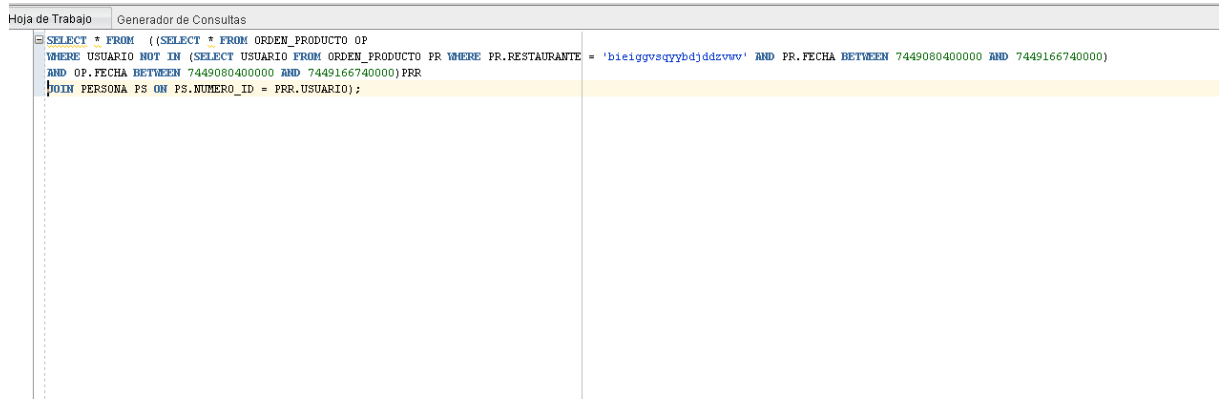 Hoja de Trabajo Generador de Consultas
SELECT * FROM ((SELECT * FROM ORDEN_PRODUCTO OP
WHERE USUARIO NOT IN (SELECT USUARIO FROM ORDEN_PRODUCTO PR WHERE PR.RESTAURANTE = 'bieiggvsqyybdjddzvwv' AND PR.FECHA BETWEEN 7449080400000 AND 7449166740000)
AND OP.FECHA BETWEEN 7449080400000 AND 7449166740000)PRR
JOIN PERSONA PS ON PS.NUMERO_ID = PRR.USUARIO);